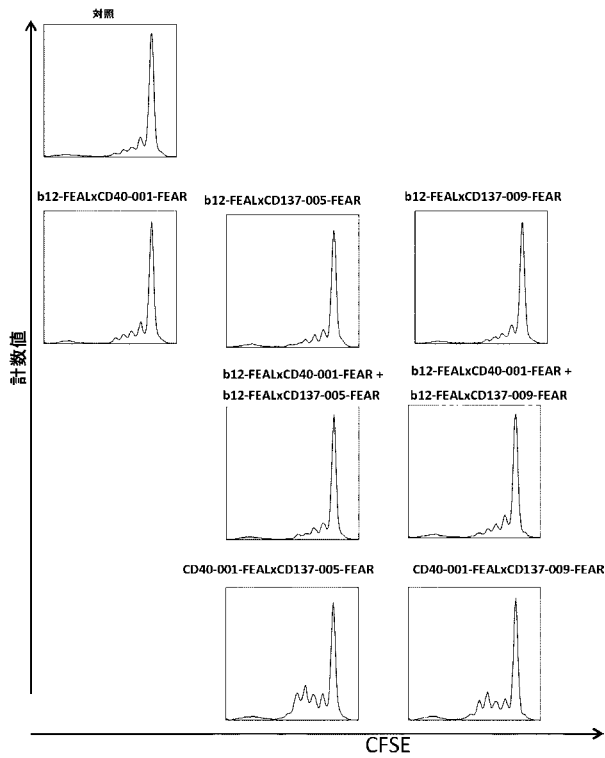 対照
b12-FEALxCD40-001-FEAR
b12-FEALxCD137-005-FEAR
b12-FEALxCD137-009-FEAR
b12-FEALxCD40-001-FEAR +
b12-FEALxCD137-005-FEAR
b12-FEALxCD40-001-FEAR +
b12-FEALxCD137-009-FEAR
CD40-001-FEALxCD137-005-FEAR
CD40-001-FEALxCD137-009-FEAR
計数値
CFSE